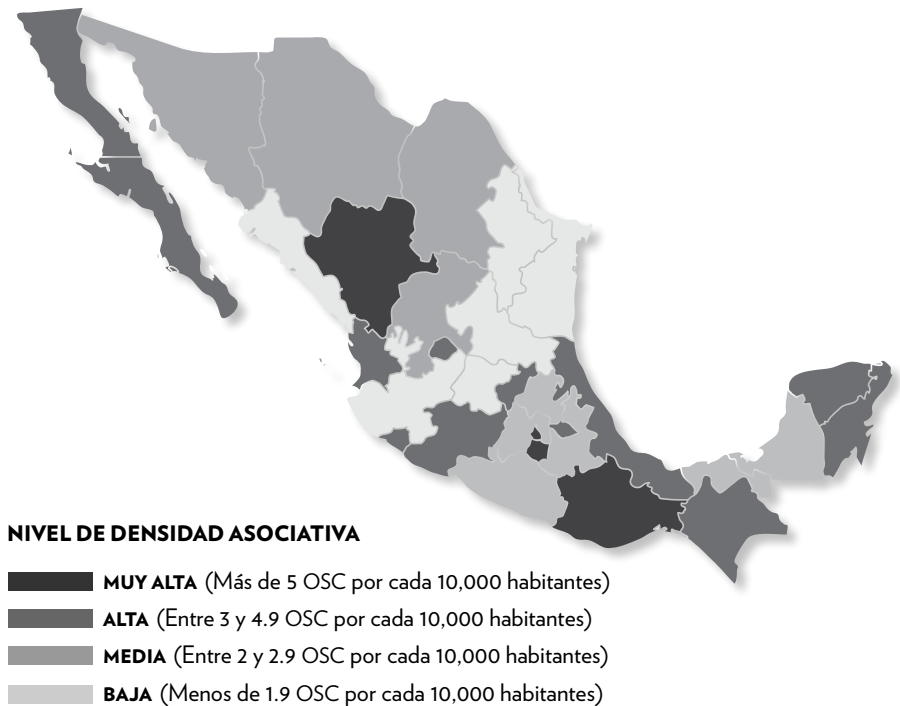 NIVEL DE DENSIDAD ASOCIATIVA
MUY ALTA (Más de 5 OSC por cada 10,000 habitantes)
ALTA (Entre 3 y 4.9 OSC por cada 10,000 habitantes)
MEDIA (Entre 2 y 2.9 OSC por cada 10,000 habitantes)
BAJA (Menos de 1.9 OSC por cada 10,000 habitantes)